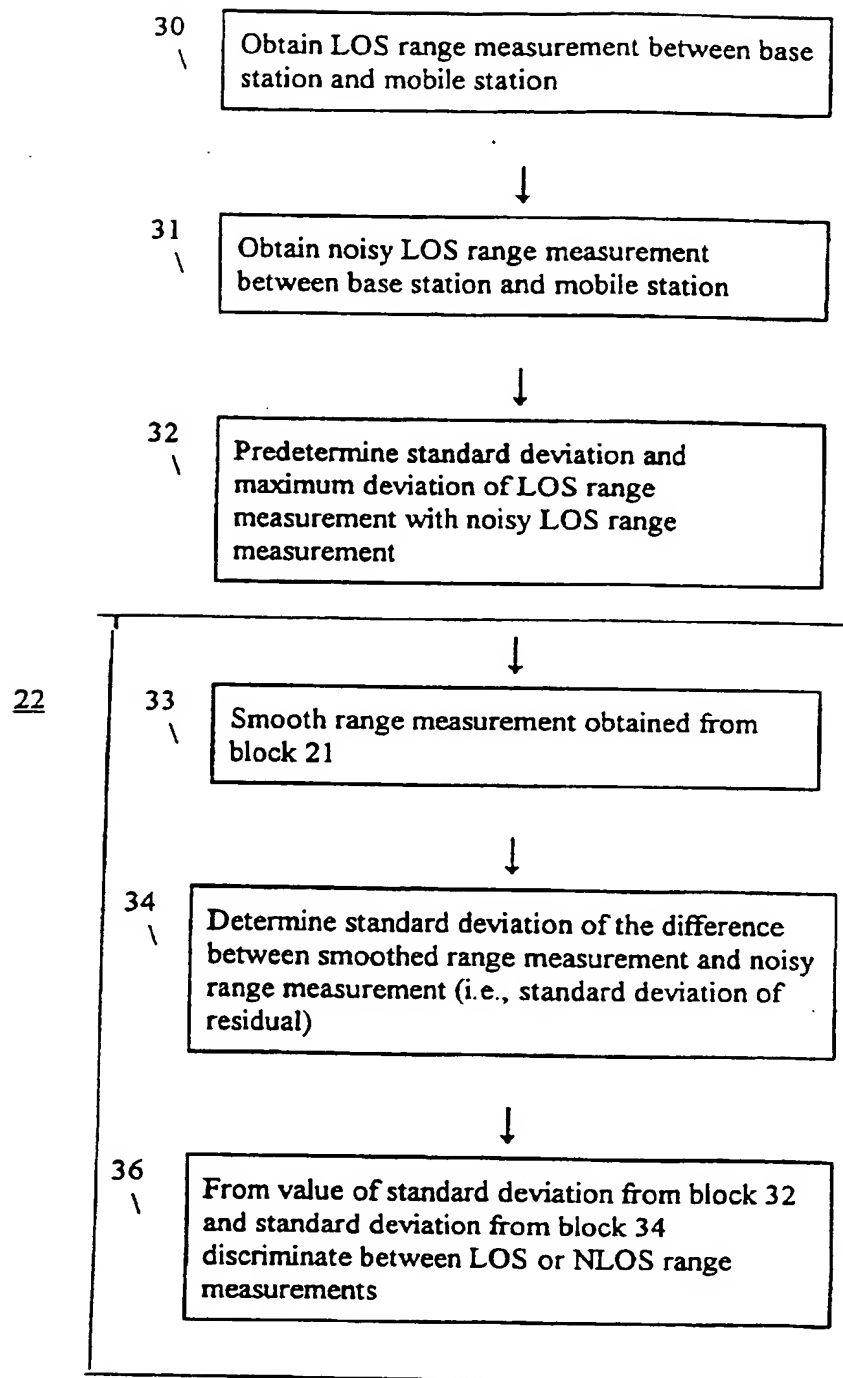 30
Obtain LOS range measurement between base
station and mobile station
31
Obtain noisy LOS range measurement
between base station and mobile station
32
Predetermine standard deviation and
maximum deviation of LOS range
measurement with noisy LOS range
measurement
22
33
Smooth range measurement obtained from
block 21
34
Determine standard deviation of the difference
between smoothed range measurement and noisy
range measurement (i.e., standard deviation of
residual)
36
From value of standard deviation from block 32
and standard deviation from block 34
discriminate between LOS or NLOS range
measurements